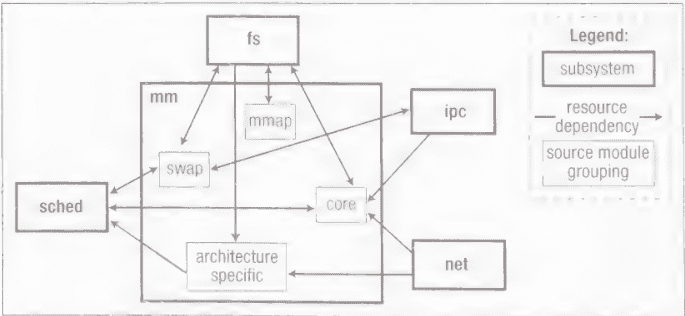 fs
Legend:
subsystem
mm
mmap
ipc
resource
dependency
swap
source module
grouping
sched
core
architecture
specific
net